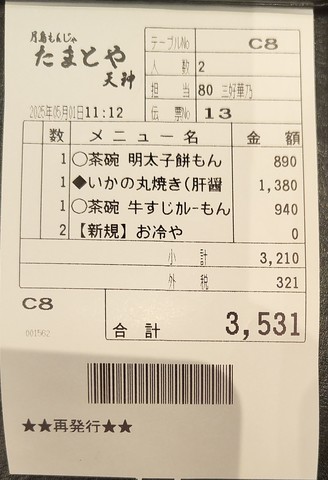 月島もんじゃ
たまとや
天神
テーブルNo C8
人 数 2
担 当 80 三好華乃
2025年05月01日11:12 伝票No 13
数 メニュー名 金 額
1 ○茶碗 明太子餅もん 890
1 ◆いかの丸焼き(肝醤 1,380
1 ○茶碗 牛すじカレーもん 940
2 【新規】お冷や 0
小 計 3,210
外 税 321
C8
001562
合 計 3,531
★★再発行★★